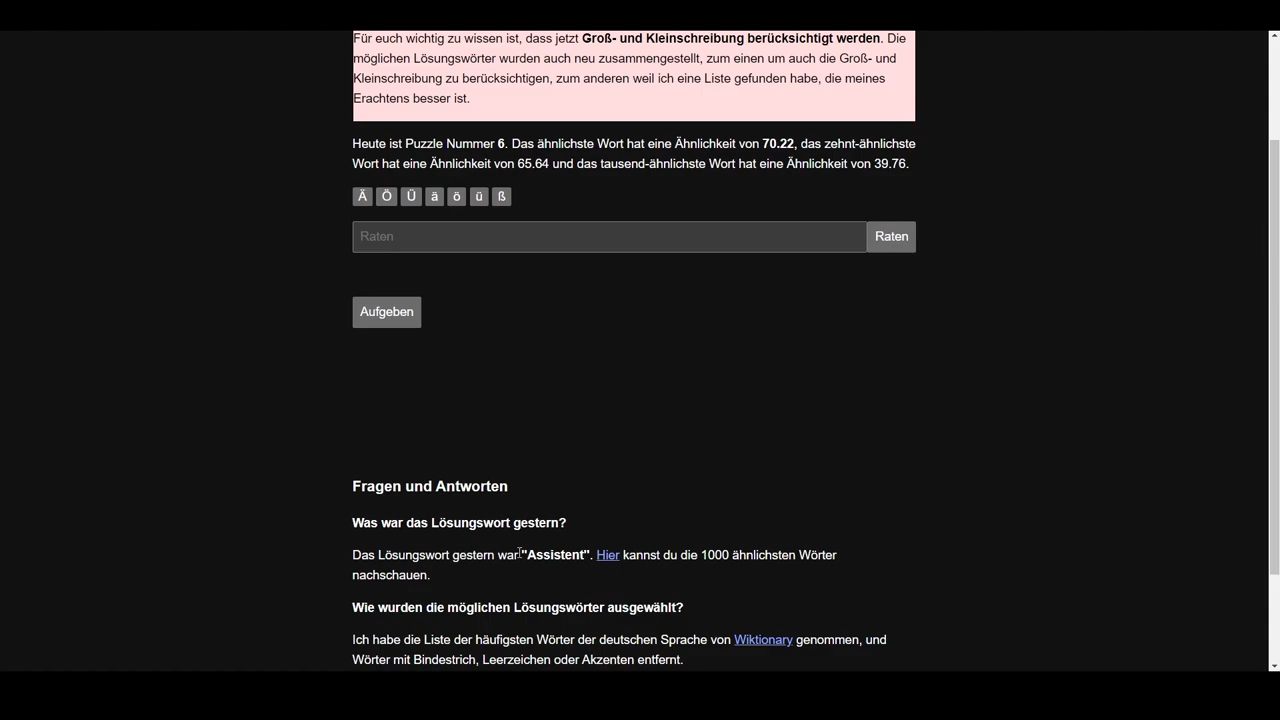 Für euch wichtig zu wissen ist, dass jetzt Groß- und Kleinschreibung berücksichtigt werden. Die
möglichen Lösungswörter wurden auch neu zusammengestellt, zum einen um auch die Groß- und
Kleinschreibung zu berücksichtigen, zum anderen weil ich eine Liste gefunden habe, die meines
Erachtens besser ist.
Heute ist Puzzle Nummer 6. Das ähnlichste Wort hat eine Ähnlichkeit von 70.22, das zehnt-ähnlichste
Wort hat eine Ähnlichkeit von 65.64 und das tausend-ähnlichste Wort hat eine Ähnlichkeit von 39.76.
Ä Ö Ü ä ö ü ß
Raten Raten
Aufgeben
Fragen und Antworten
Was war das Lösungswort gestern?
Das Lösungswort gestern war "Assistent". Hier kannst du die 1000 ähnlichsten Wörter
nachschauen.
Wie wurden die möglichen Lösungswörter ausgewählt?
Ich habe die Liste der häufigsten Wörter der deutschen Sprache von Wiktionary genommen, und
Wörter mit Bindestrich, Leerzeichen oder Akzenten entfernt.